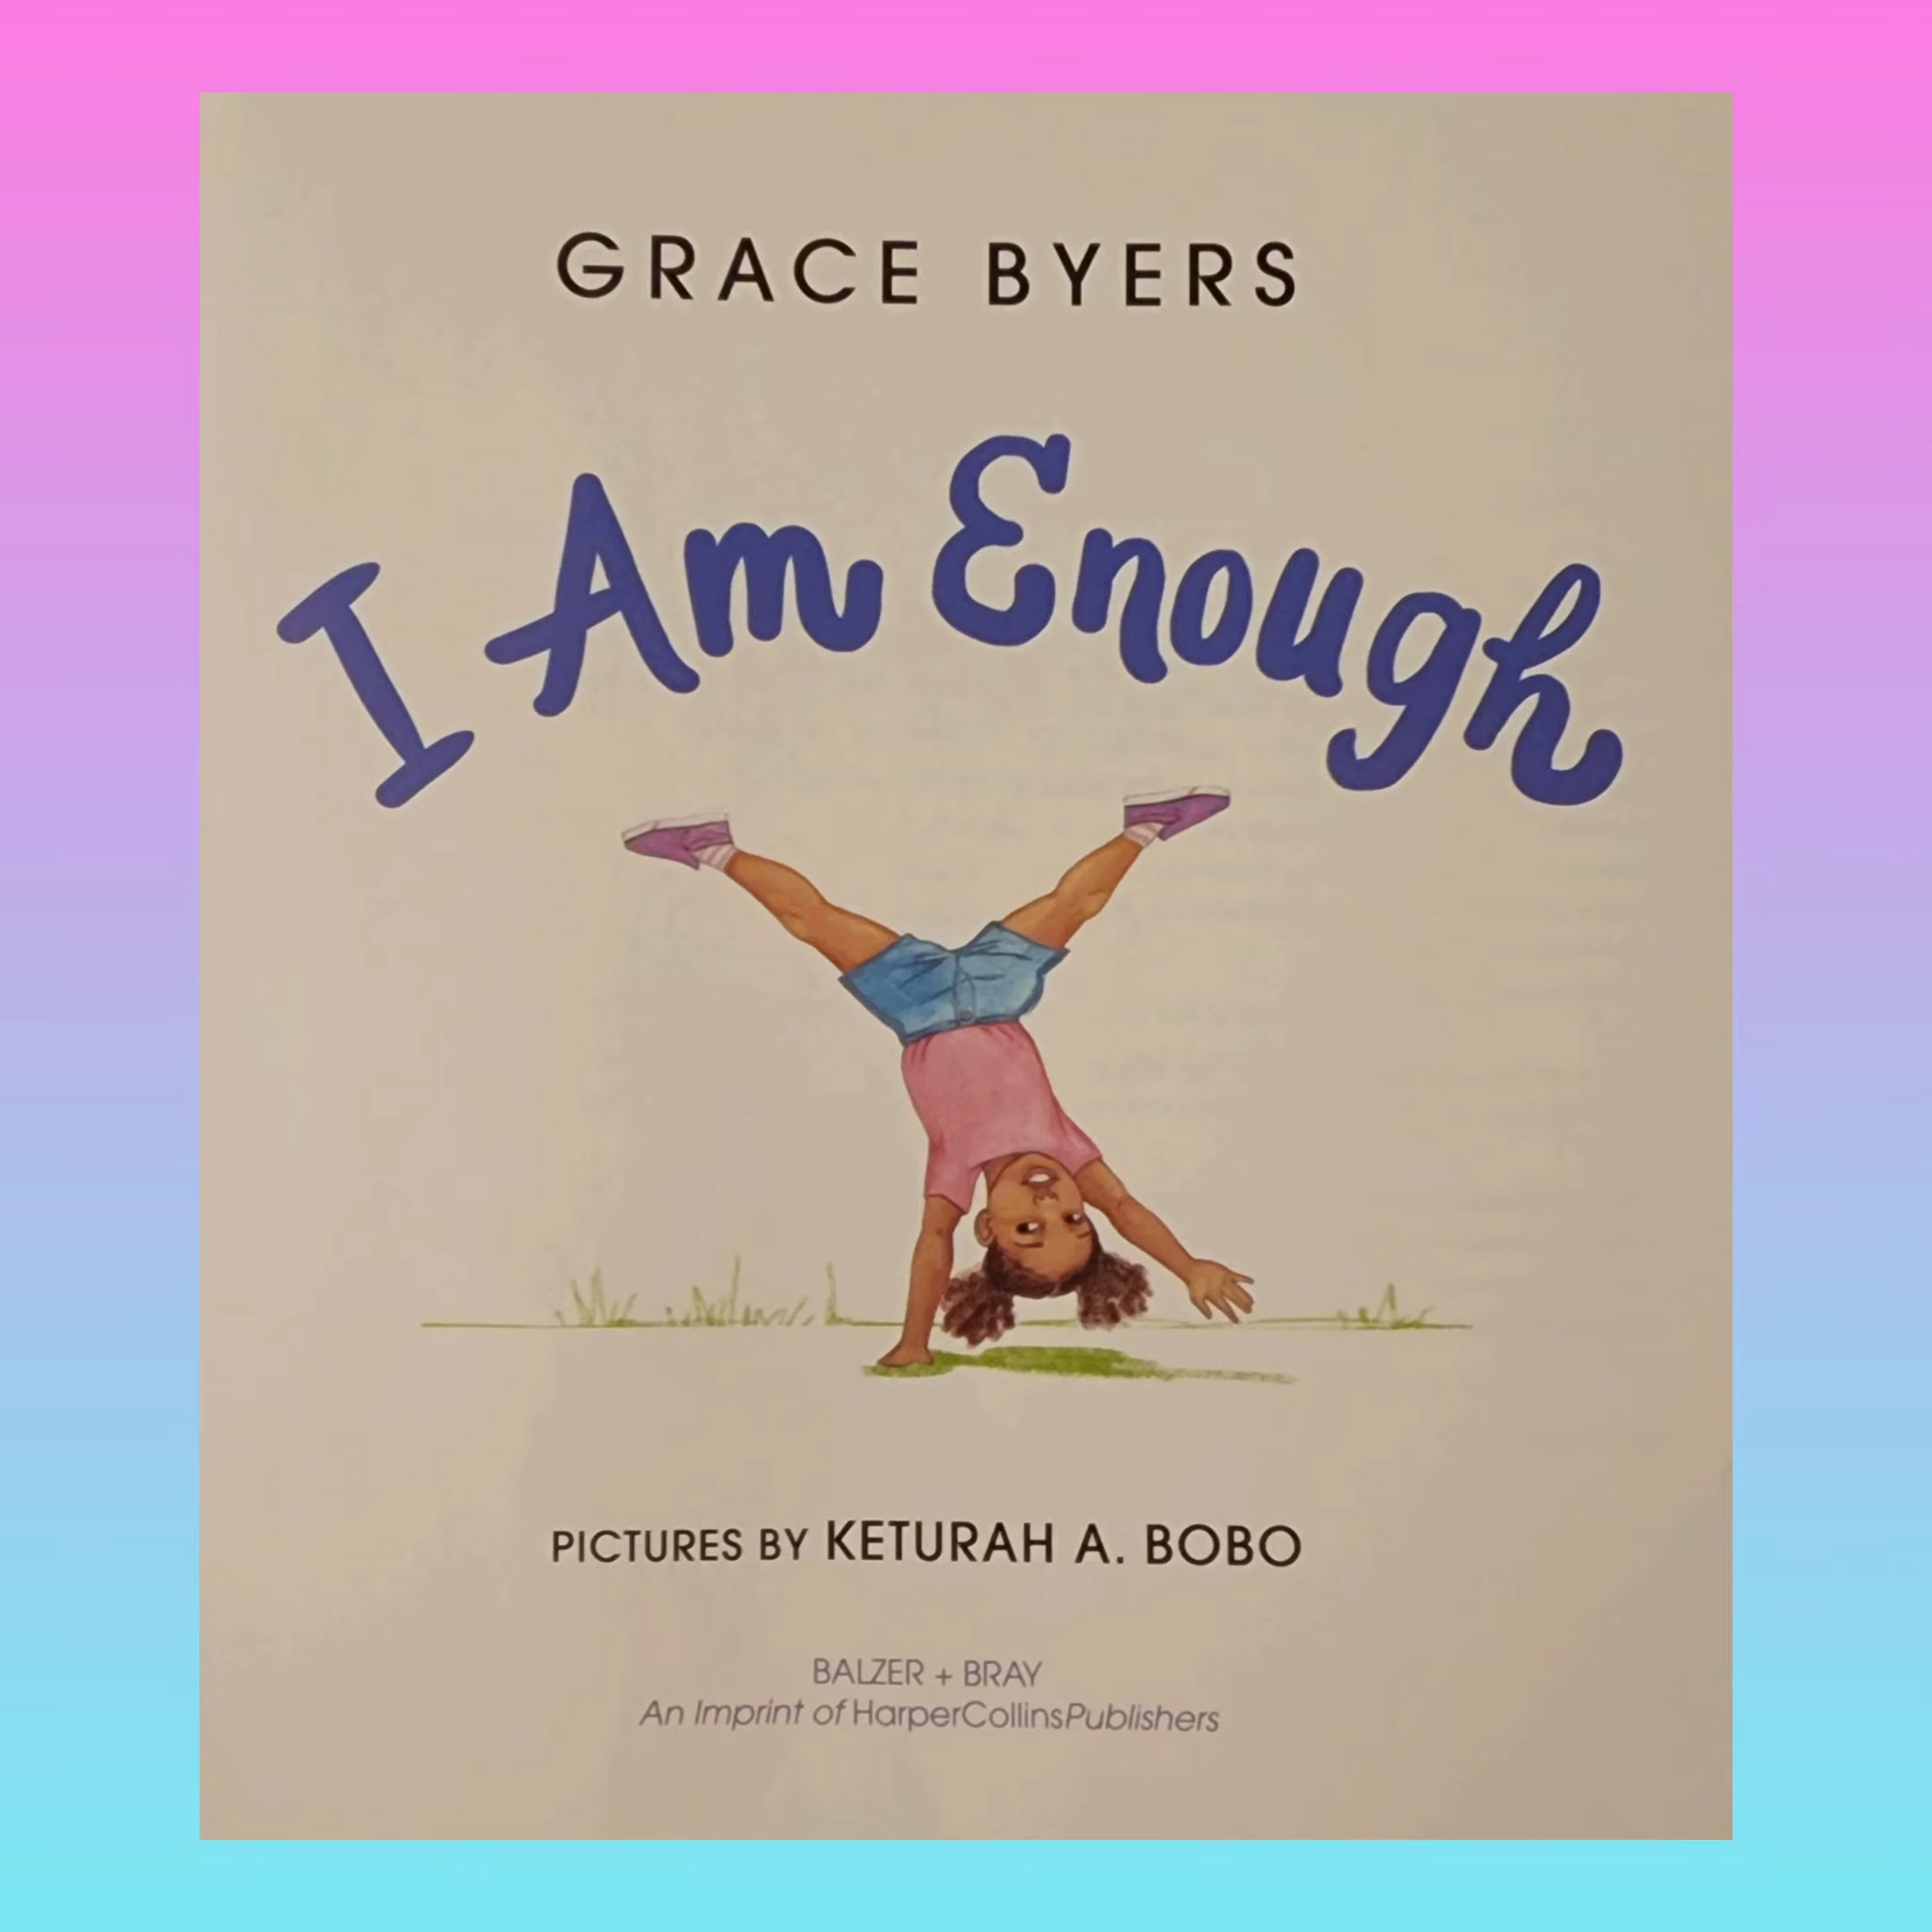 GRACE BYERS
I Am Enough
PICTURES BY KETURAH A. BOBO
BALZER + BRAY
An Imprint of HarperCollinsPublishers